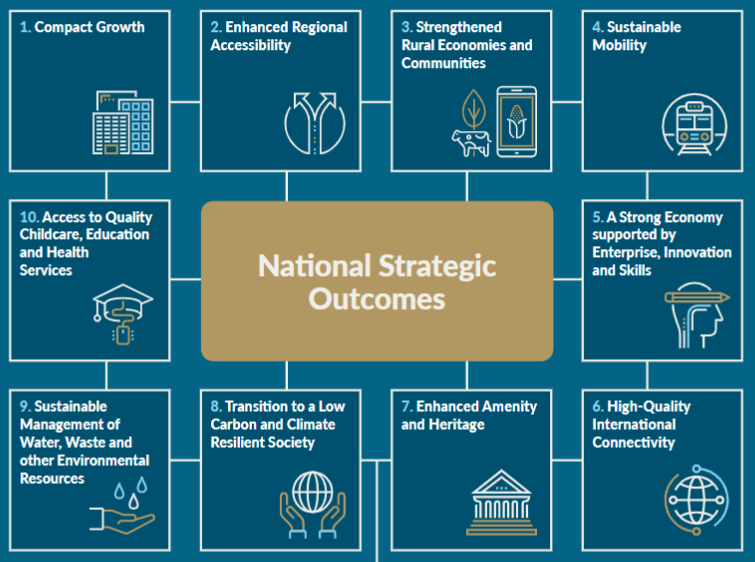 1. Compact Growth
2. Enhanced Regional
Accessibility
3. Strengthened
Rural Economies and
Communities
4. Sustainable
Mobility
10. Access to Quality
Childcare, Education
and Health
Services
National Strategic
Outcomes
5. A Strong Economy
supported by
Enterprise, Innovation
and Skills
9. Sustainable
Management of
Water, Waste and
other Environmental
Resources
8. Transition to a Low
Carbon and Climate
Resilient Society
7. Enhanced Amenity
and Heritage
6. High-Quality
International
Connectivity